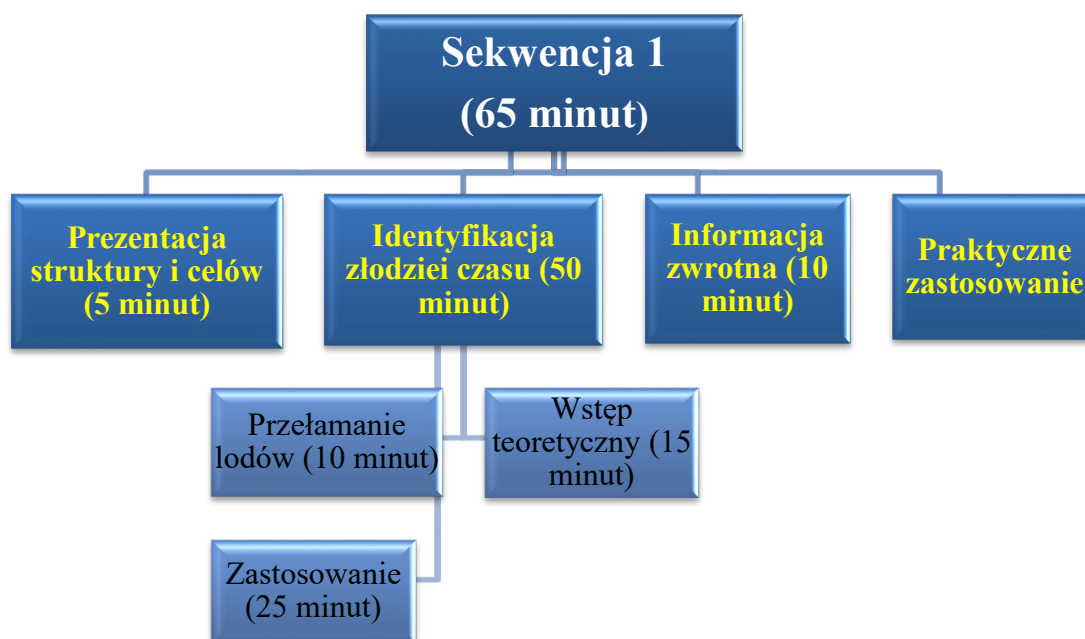 Sekwencja 1
(65 minut)
Prezentacja
struktury i celów
(5 minut)
Identyfikacja
złodziei czasu (50
minut)
Informacja
zwrotna (10
minut)
Praktyczne
zastosowanie
Przełamanie
lodów (10 minut)
Wstęp
teoretyczny (15
minut)
Zastosowanie
(25 minut)